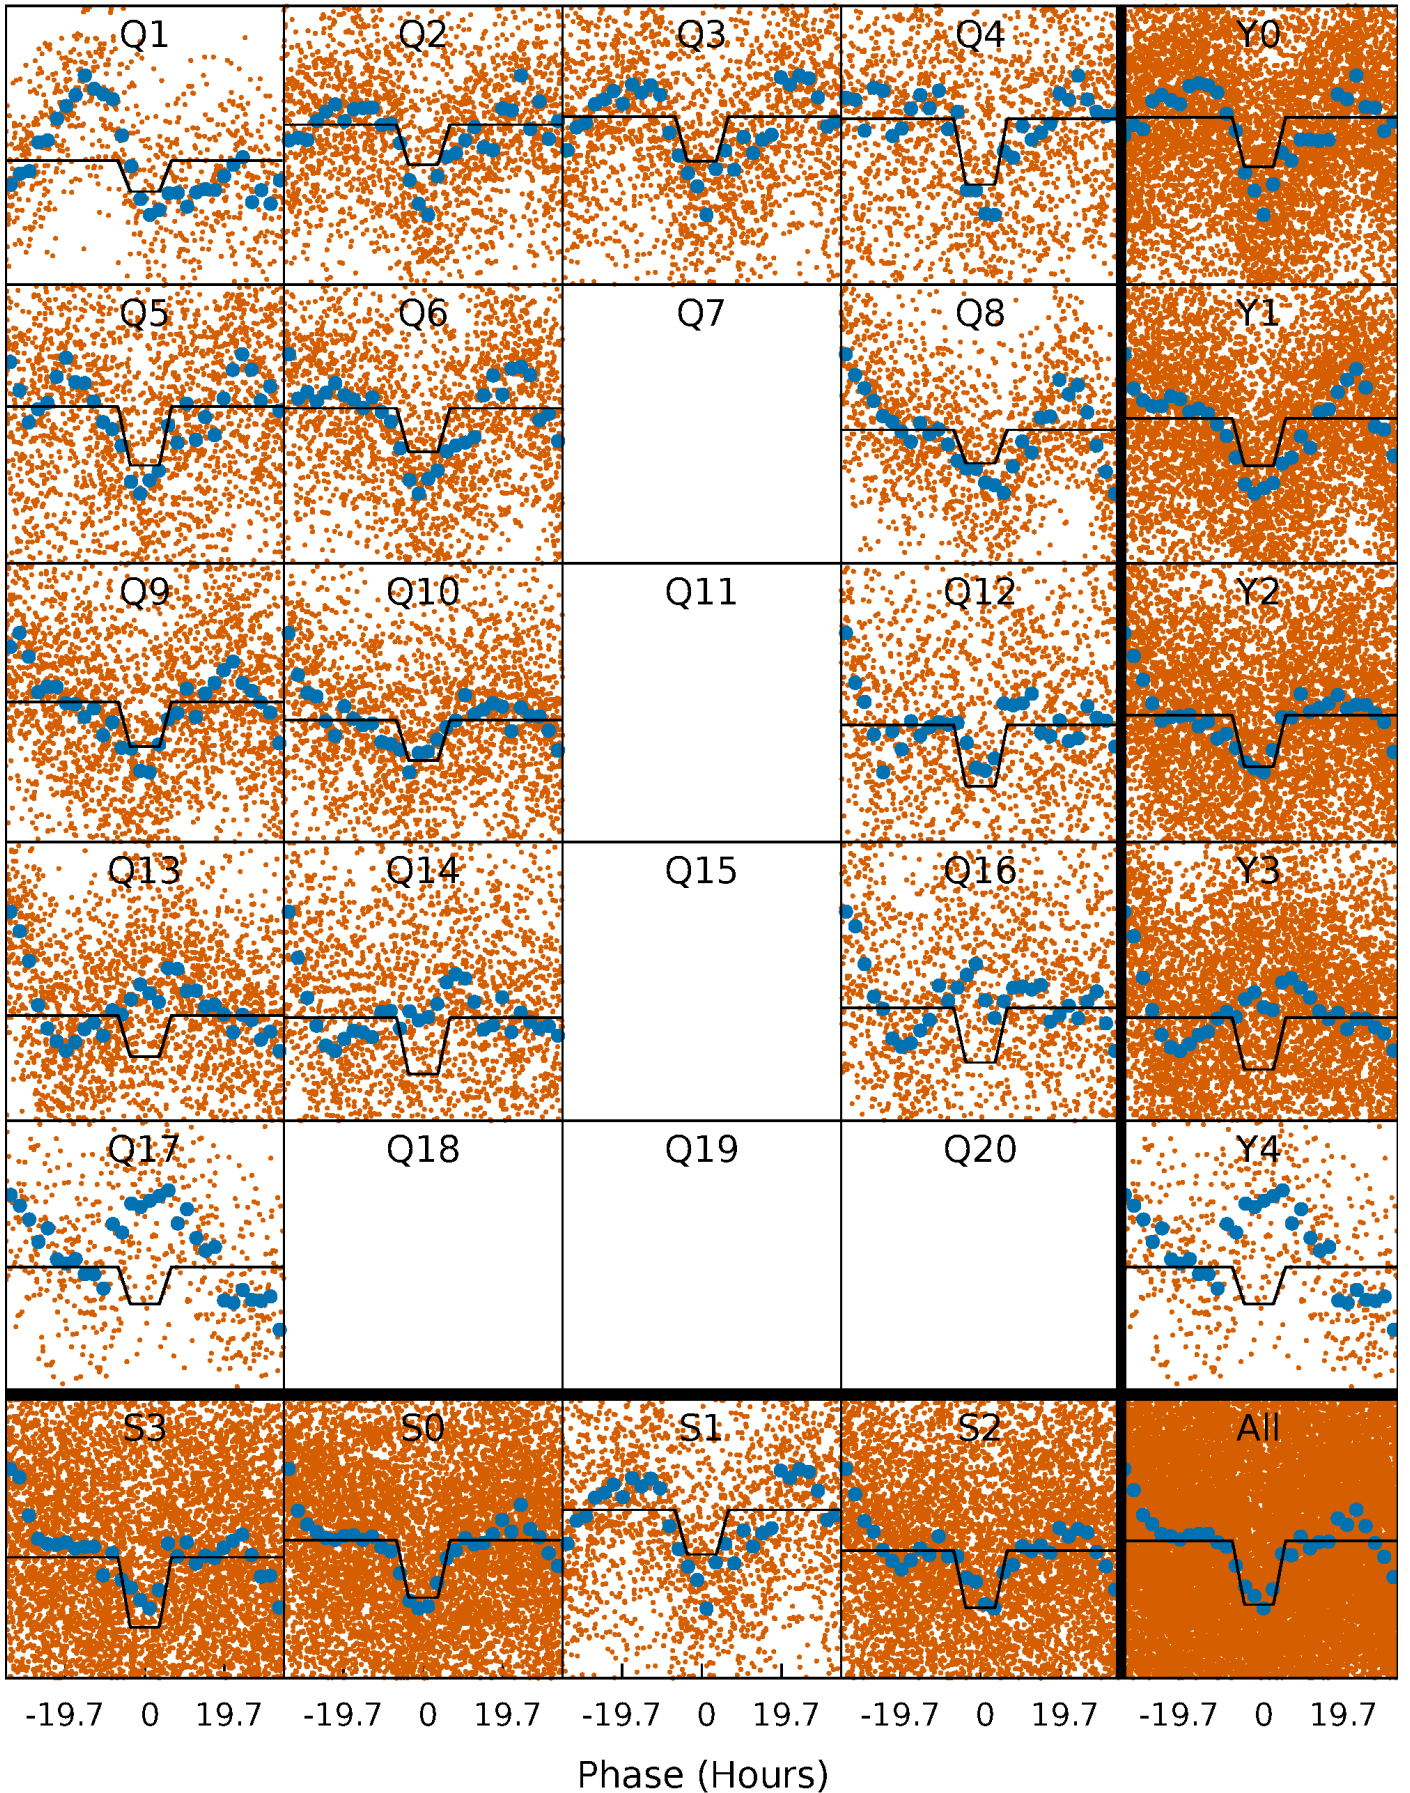 Q1 Q2 Q3 Q4 Y0
Q5 Q6 Q7 Q8 Y1
Q9 Q10 Q11 Q12 Y2
Q13 Q14 Q15 Q16 Y3
Q17 Q18 Q19 Q20 Y4
S3 S0 S1 S2 All
-19.7 0 19.7 -19.7 0 19.7 -19.7 0 19.7 -19.7 0 19.7 -19.7 0 19.7
Phase (Hours)